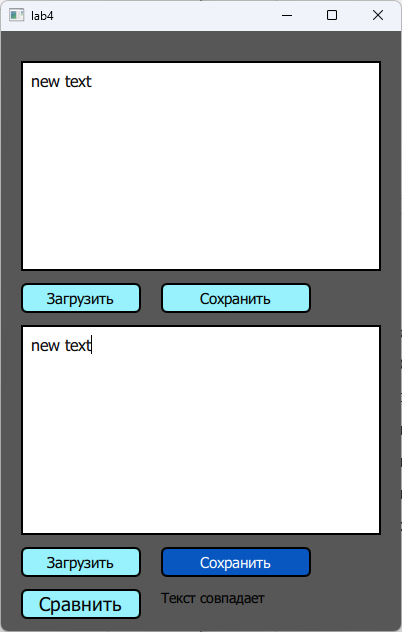 lab4
new text
Загрузить
Сохранить
new text
Загрузить
Сохранить
Сравнить
Текст совпадает